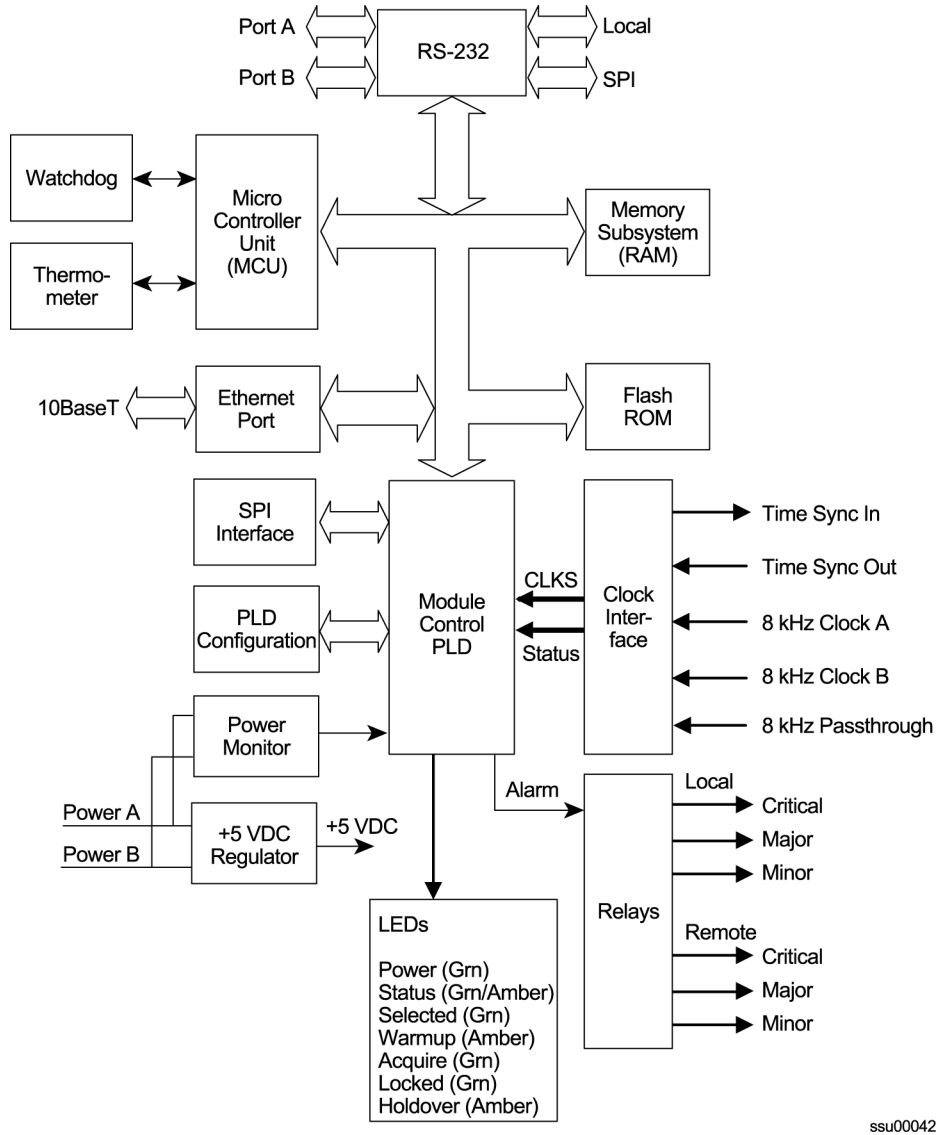 Port A
Local
RS-232
Port B
SPI
Watchdog
Micro
Controller
Unit
(MCU)
Memory
Subsystem
(RAM)
Thermo-
meter
10BaseT
Ethernet
Port
Flash
ROM
SPI
Interface
PLD
Configuration
Module
Control
PLD
CLKS
Status
Clock
Inter-
face
Time Sync In
Time Sync Out
8 kHz Clock A
8 kHz Clock B
8 kHz Passthrough
Power
Monitor
Power A
Power B
+5 VDC
Regulator
+5 VDC
Alarm
Relays
Local
Critical
Major
Minor
Remote
Critical
Major
Minor
LEDs
Power (Grn)
Status (Grn/Amber)
Selected (Grn)
Warmup (Amber)
Acquire (Grn)
Locked (Grn)
Holdover (Amber)
ssu00042